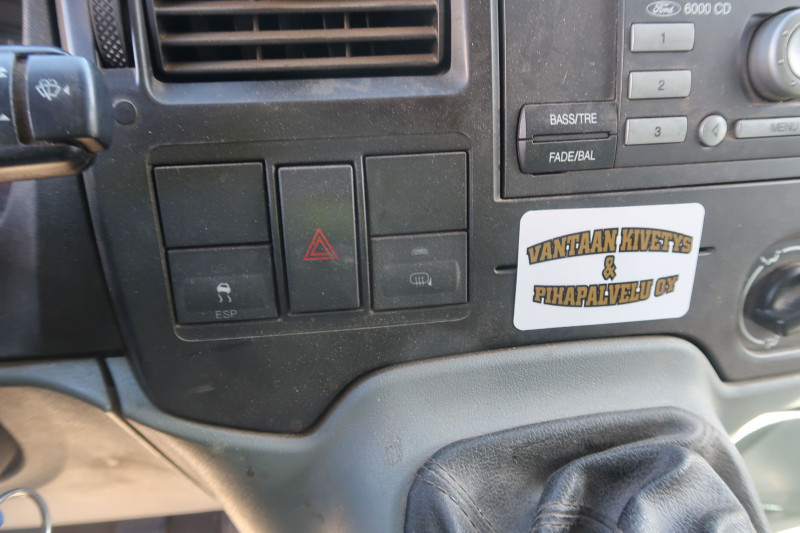 Ford 6000 CD
1
2
3
BASS/TRE
FADE/BAL
MENU
VANTAAN KIVETYS
&
PIHAPALVELU OY
ESP